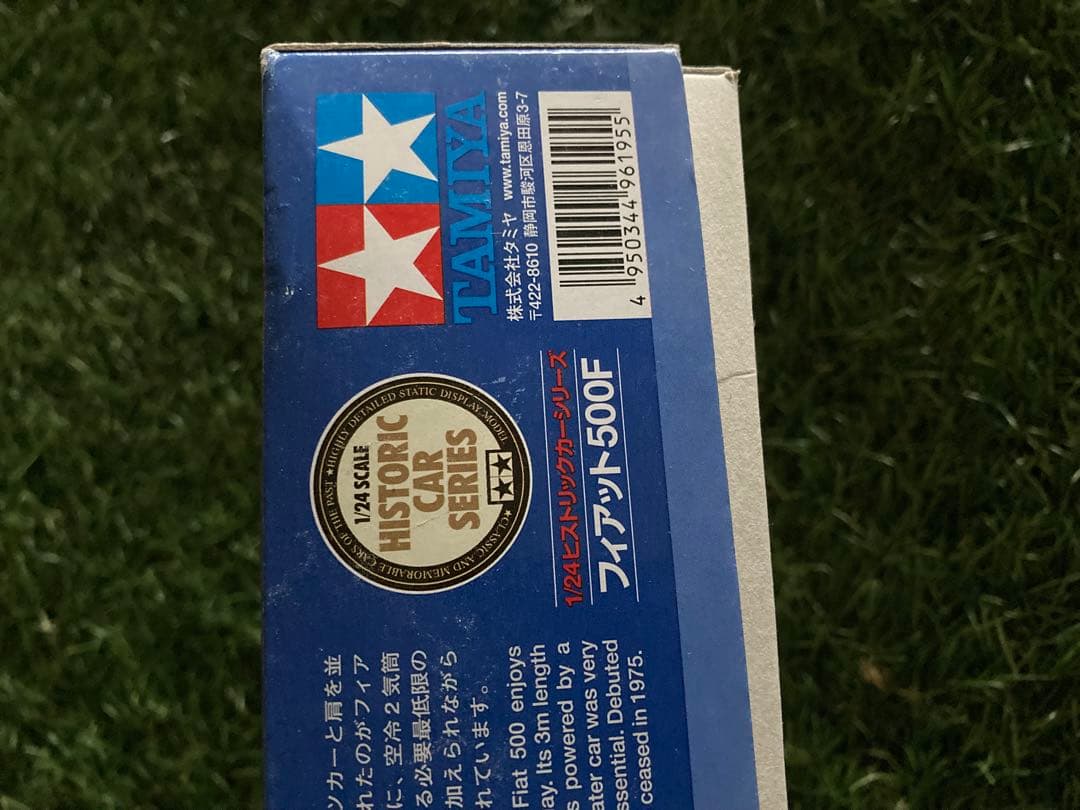 TAMIYA
株式会社タミヤ www.tamiya.com
〒422-8610 静岡市駿河区恩田原3-7
4 950344 961955
★HIGHLY DETAILED STATIC DISPLAY MODEL
★CLASSIC AND MEMORABLE CARS OF THE PAST
1/24 SCALE
HISTORIC
CAR
SERIES
1/24ヒストリックカーシリーズ
フィアット500F
ンカーと肩を並
れたのがフィア
に、空冷2気筒
る必要最低限の
加えられながら
れています。
Fiat 500 enjoys
ay. Its 3m length
s powered by a
ater car was very
ssential. Debuted
ceased in 1975.